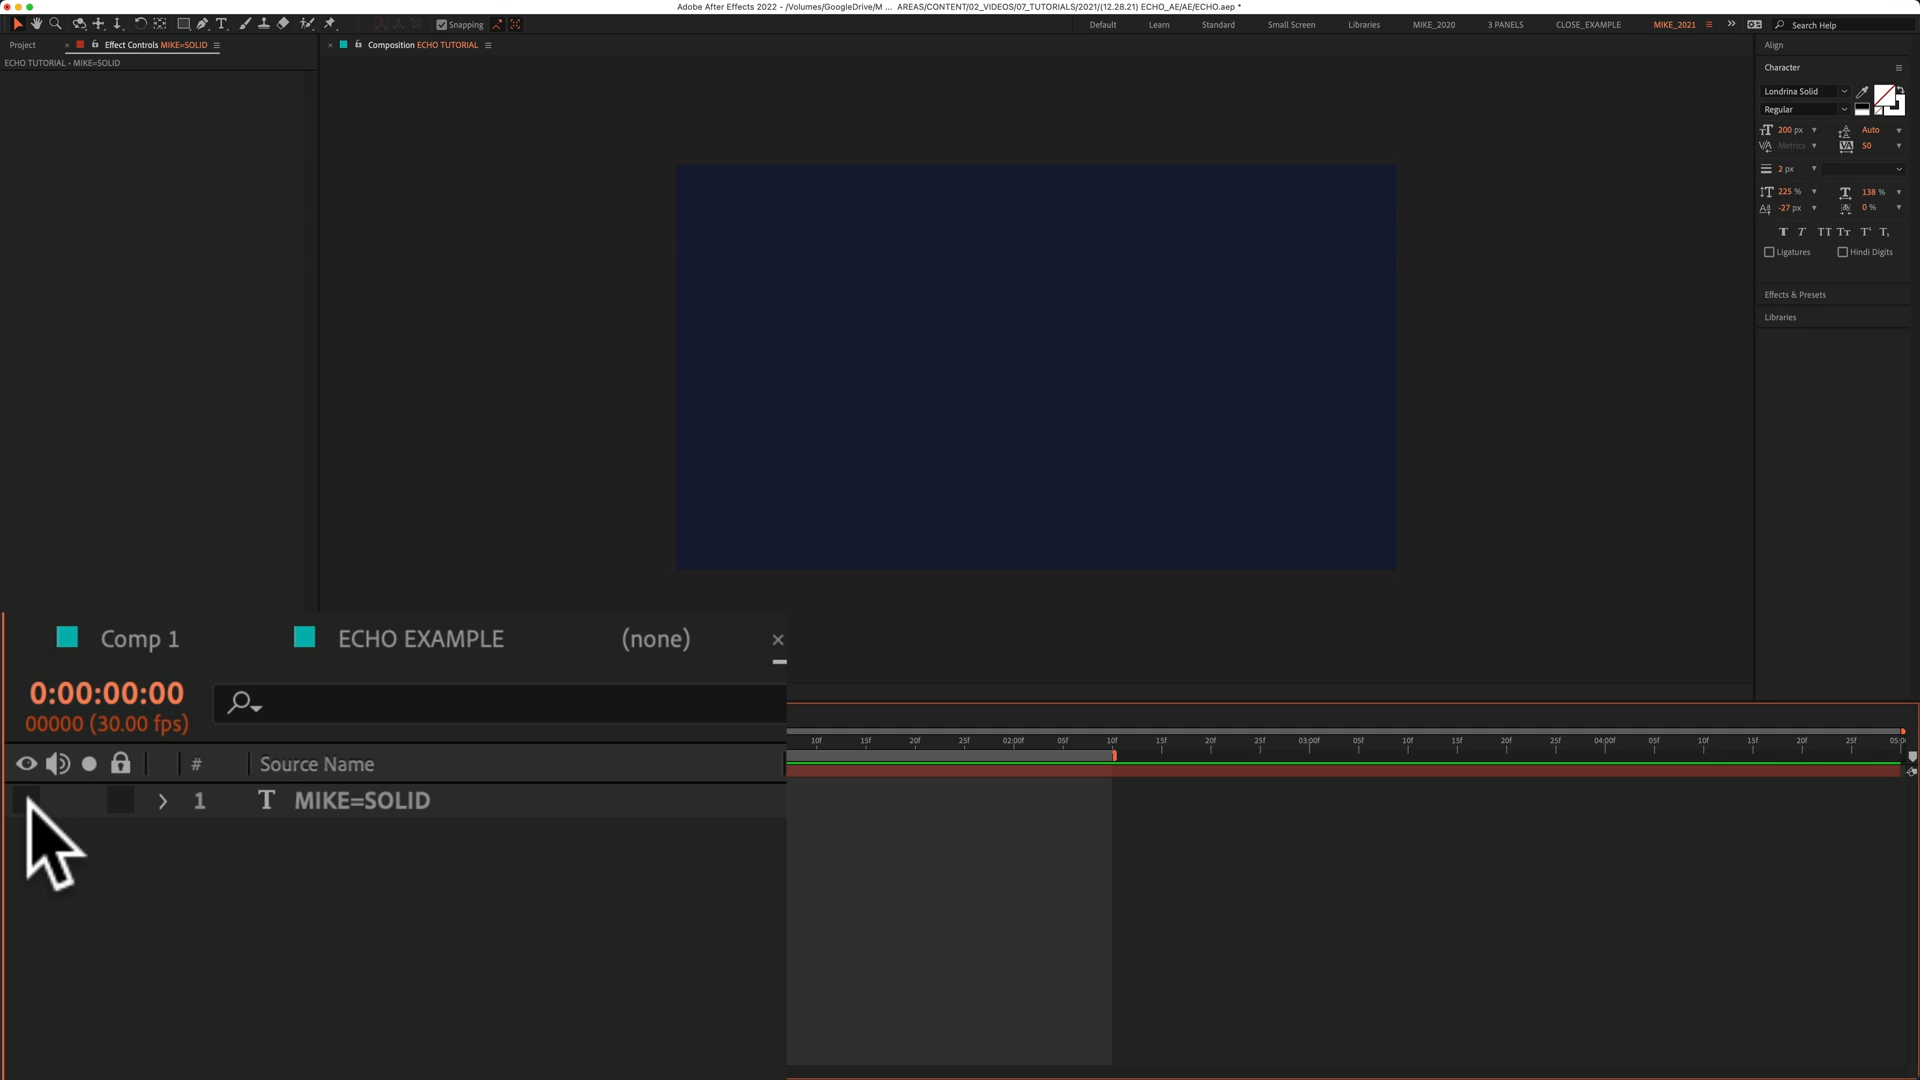 Adobe After Effects 2022 - /Volumes/GoogleDrive/M ... AREAS/CONTENT/02_VIDEOS/07_TUTORIALS/2021/(12.28.21) ECHO_AE/AE/ECHO.aep *
Snapping
Default
Learn
Standard
Small Screen
Libraries
MIKE_2020
3 PANELS
CLOSE_EXAMPLE
MIKE_2021
Search Help
Project
Effect Controls MIKE=SOLID
Composition ECHO TUTORIAL
ECHO TUTORIAL - MIKE=SOLID
Align
Character
Londrina Solid
Regular
200 px
Auto
Metrics
50
2 px
225 %
138 %
-27 px
0 %
Ligatures
Hindi Digits
Effects & Presets
Libraries
Comp 1
ECHO EXAMPLE
(none)
0:00:00:00
00000 (30.00 fps)
# Source Name
1 T MIKE=SOLID
10f 15f 20f 25f 02:00f 05f 10f 15f 20f 25f 03:00f 05f 10f 15f 20f 25f 04:00f 05f 10f 15f 20f 25f 05:0